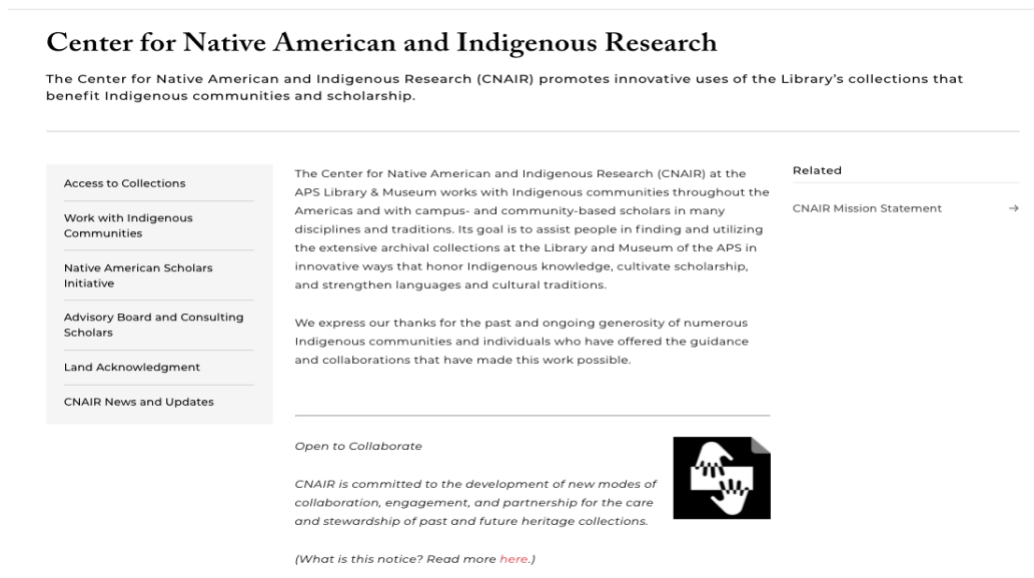 Center for Native American and Indigenous Research
The Center for Native American and Indigenous Research (CNAIR) promotes innovative uses of the Library’s collections that
benefit Indigenous communities and scholarship.
Access to Collections
Work with Indigenous
Communities
Native American Scholars
Initiative
Advisory Board and Consulting
Scholars
Land Acknowledgment
CNAIR News and Updates
The Center for Native American and Indigenous Research (CNAIR) at the
APS Library & Museum works with Indigenous communities throughout the
Americas and with campus- and community-based scholars in many
disciplines and traditions. Its goal is to assist people in finding and utilizing
the extensive archival collections at the Library and Museum of the APS in
innovative ways that honor Indigenous knowledge, cultivate scholarship,
and strengthen languages and cultural traditions.
We express our thanks for the past and ongoing generosity of numerous
Indigenous communities and individuals who have offered the guidance
and collaborations that have made this work possible.
Open to Collaborate
CNAIR is committed to the development of new modes of
collaboration, engagement, and partnership for the care
and stewardship of past and future heritage collections.
(What is this notice? Read more here.)
Related
CNAIR Mission Statement